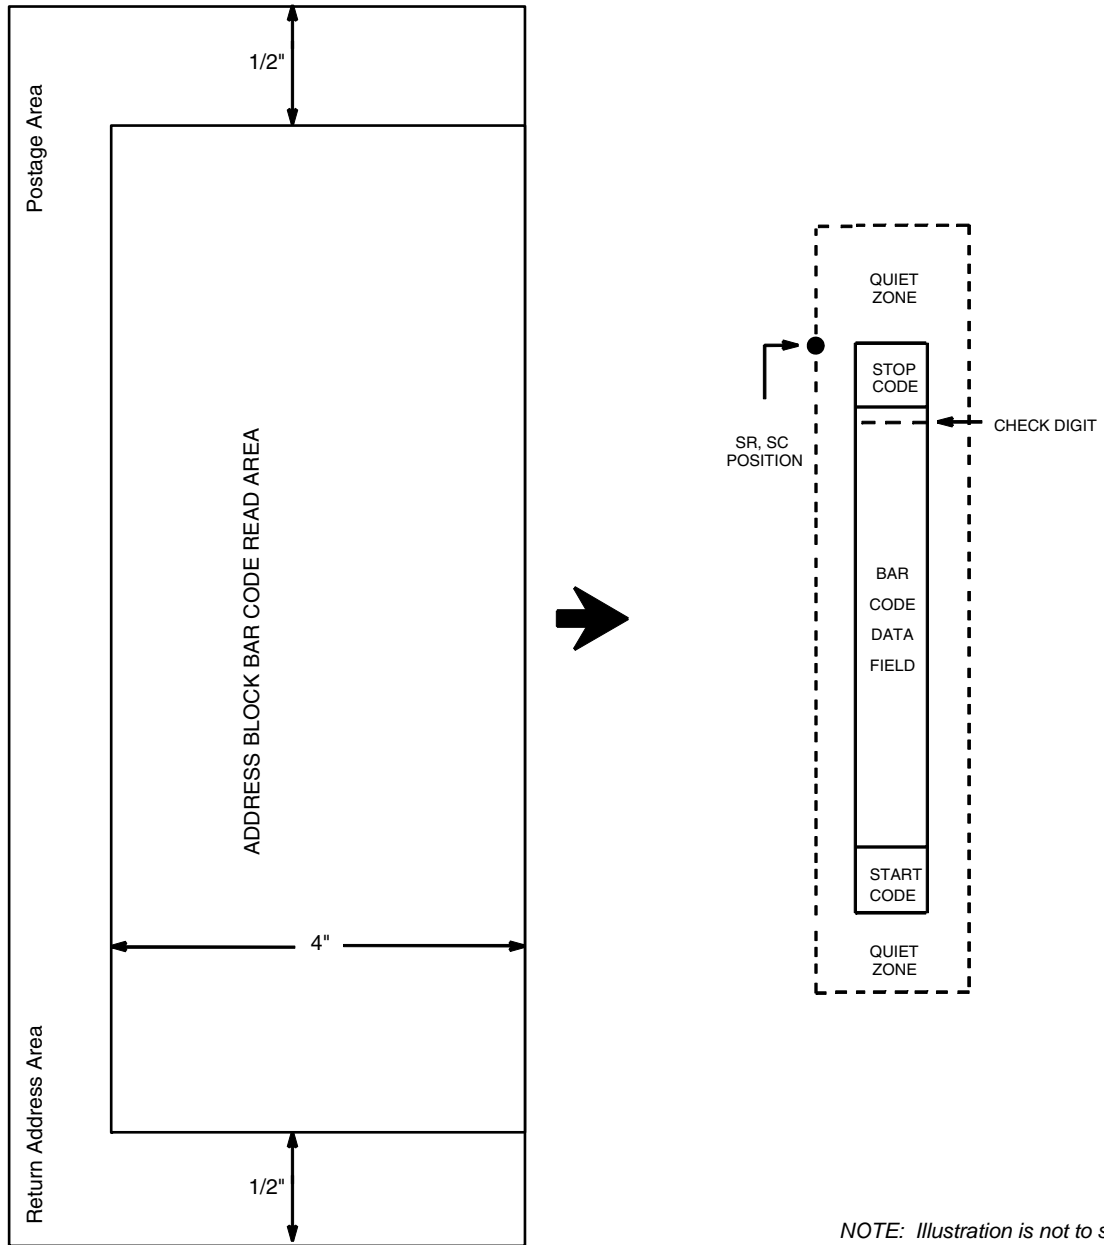 1/2"
Postage Area
ADDRESS BLOCK BAR CODE READ AREA
4"
Return Address Area
1/2"
QUIET
ZONE
STOP
CODE
SR, SC
POSITION
CHECK DIGIT
BAR
CODE
DATA
FIELD
START
CODE
QUIET
ZONE
NOTE: Illustration is not to